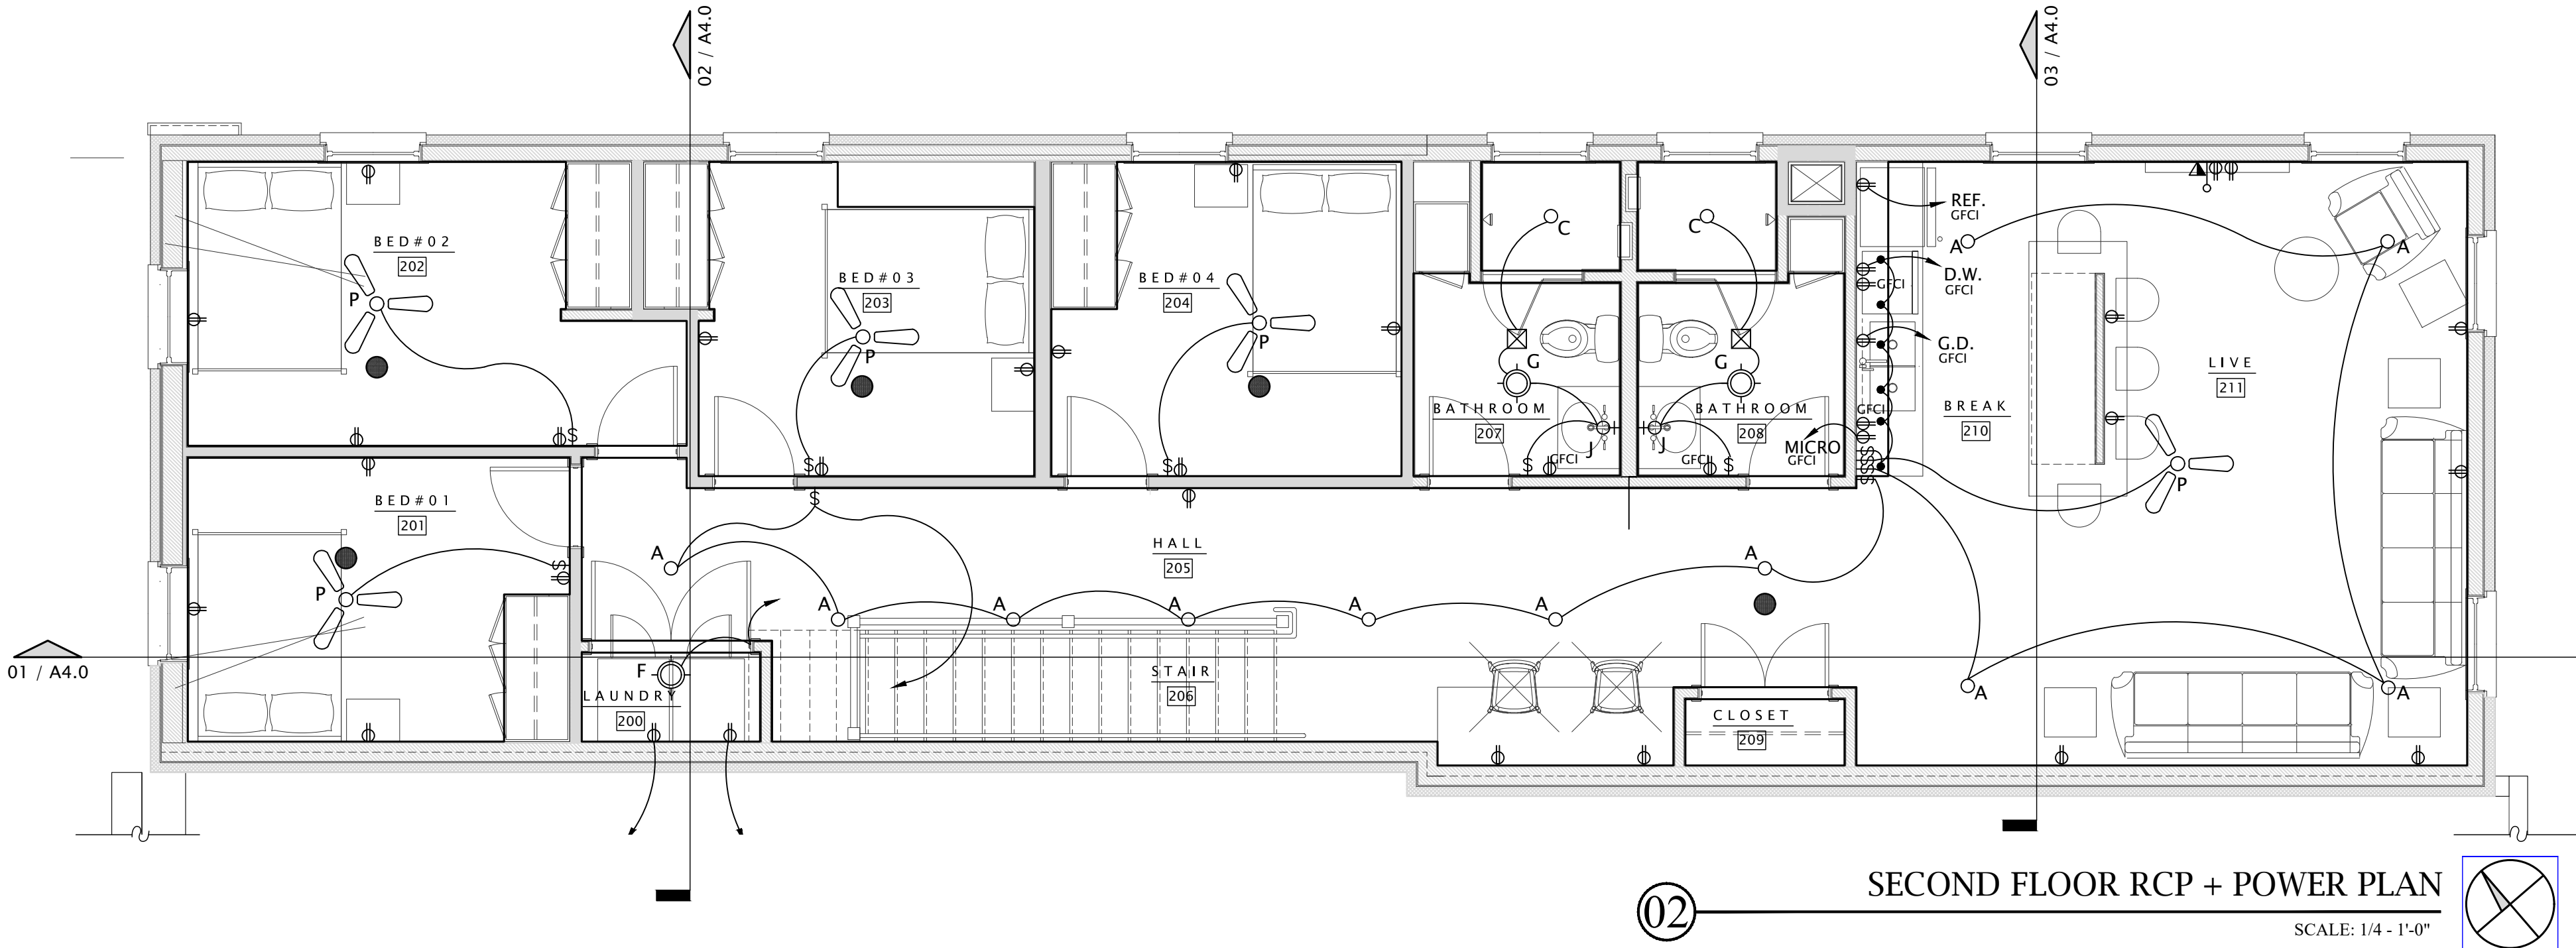 02 / A4.0
03 / A4.0
BED#02
202
P
S
BED#03
203
P
S
BED#04
204
P
S
C
C
G
G
BATHROOM
207
J
GFCI
S
BATHROOM
208
J
GFCI
S
REF.
GFCI
D.W.
GFCI
GFCI
G.D.
GFCI
GFCI
MICRO
GFCI
SSSSS
A
A
BREAK
210
LIVE
211
P
A
A
BED#01
201
P
S
S
HALL
205
A
A
A
A
A
A
A
STAIR
206
F
LAUNDRY
200
CLOSET
209
01 / A4.0
02
SECOND FLOOR RCP + POWER PLAN
SCALE: 1/4 - 1'-0"